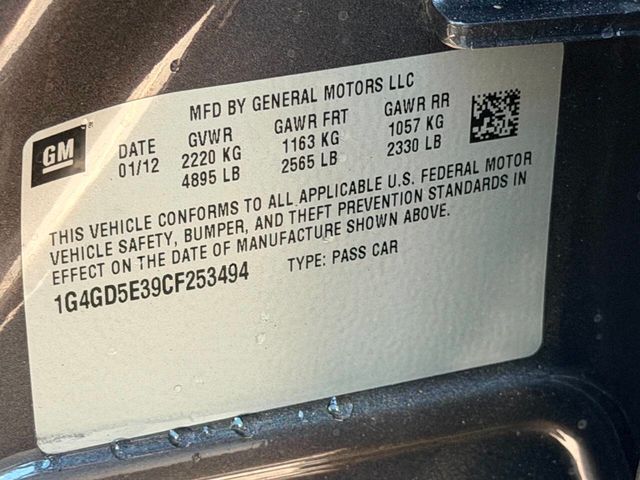 MFD BY GENERAL MOTORS LLC
GM DATE GVWR GAWR FRT GAWR RR
01/12 2220 KG 1163 KG 1057 KG
4895 LB 2565 LB 2330 LB
THIS VEHICLE CONFORMS TO ALL APPLICABLE U.S. FEDERAL MOTOR
VEHICLE SAFETY, BUMPER, AND THEFT PREVENTION STANDARDS IN
EFFECT ON THE DATE OF MANUFACTURE SHOWN ABOVE.
1G4GD5E39CF253494 TYPE: PASS CAR